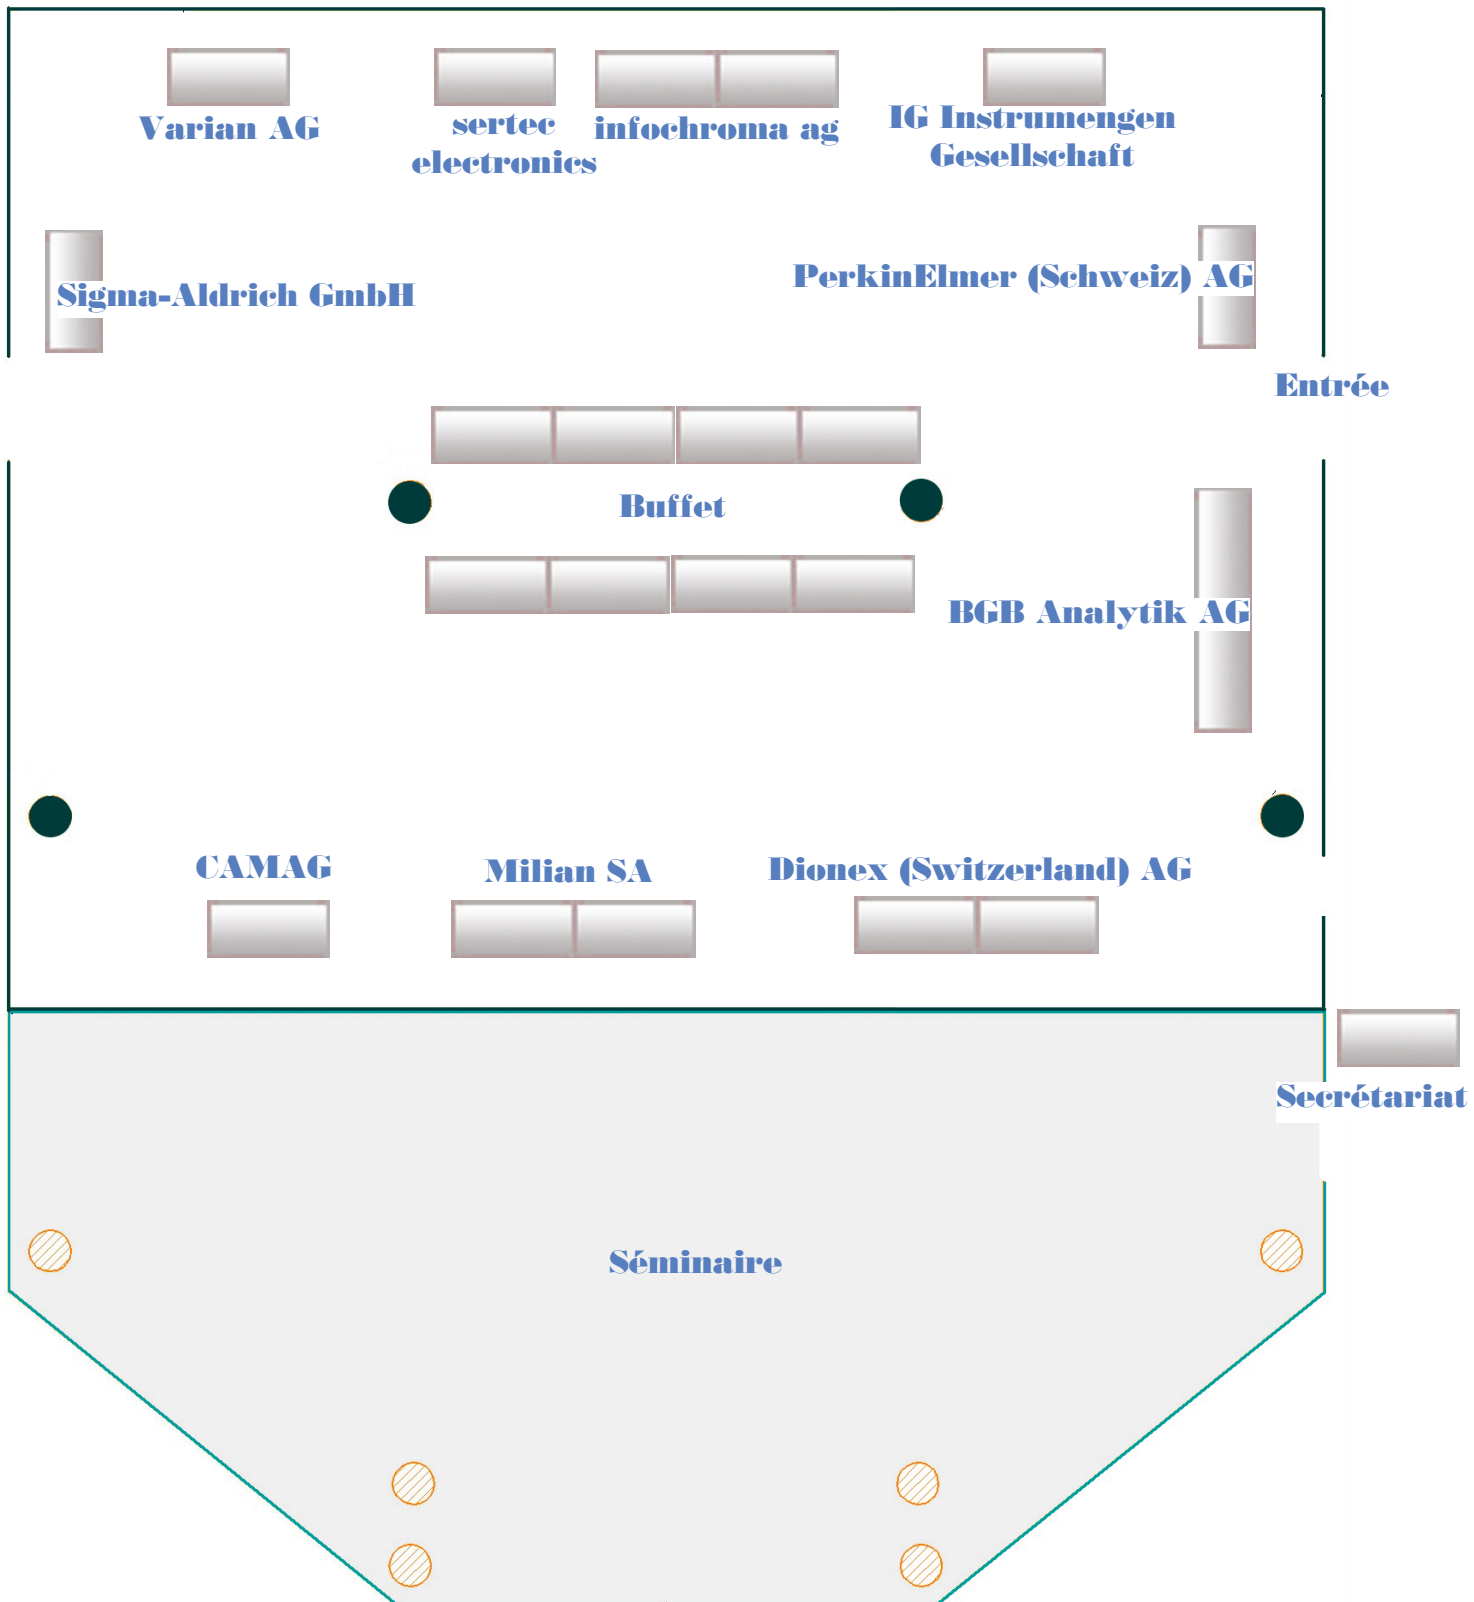 Varian AG
sertec
electronics
infochroma ag
IG Instrumengen
Gesellschaft
Sigma-Aldrich GmbH
PerkinElmer (Schweiz) AG
Entrée
Buffet
BGB Analytik AG
CAMAG
Milian SA
Dionex (Switzerland) AG
Secrétariat
Séminaire